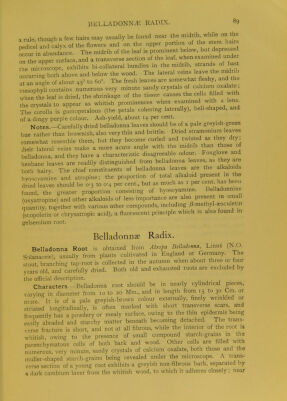 BELLADONNÆ RADIX. 89
a rule, though a few hairs may usually be found near the midrib, while on the
pedicel and calyx of the flowers and on the upper portion of the stem hairs
occur in abundance. The midrib of the leaf is prominent below, but depressed
on the upper surface, and a transverse section of the leaf, when examined under
the microscope, exhibits bi-collateral bundles in the midrib, strands of bast
occurring both above and below the wood. The lateral veins leave the midrib
at an angle of about 45° to 60°. The fresh leaves are somewhat fleshy, and the
mesophyll contains numerous very minute sandy crystals of calcium oxalate;
when the leaf is dried, the shrinkage of the tissue causes the cells filled with
the crystals to appear as whitish prominences when examined with a lens.
The corolla is gamopetalous (the petals cohering laterally), bell-shaped, and
of a dingy purple colour. Ash-yield, about 14 per cent.
Notes.—Carefully dried belladonna leaves should be of a pale greyish-green
hue rather than brownish, also very thin and brittle. Dried stramonium leaves
somewhat resemble them, but they become curled and twisted as they dry;
their lateral veins make a more acute angle with the midrib than those of
belladonna, and they have a characteristic disagreeable odour. Foxglove and
henbane leaves are readily distinguished from belladonna leaves, as they are
both hairy. The chief constituents of belladonna leaves are the alkaloids
hyoscyamine and atropine; the proportion of total alkaloid present in the
dried leaves should be to 0·4 per cent., but as much as 1 per cent. has been
found, the greater proportion consisting of hyoscyamine. Belladonnine
(oxyatropine) and other alkaloids of less importance are also present in small
quantity, together with various other compounds, including β-methyl-æsculetin
(scopoletin or chrysatropic acid), a fluorescent principle which is also found in
gelsemium root.
Belladonnæ Radix.
Belladonna Root is obtained from Atropa Belladonna, Linné (N.O.
Solanaceæ), usually from plants cultivated in England or Germany. The
stout, branching tap-root is collected in the autumn when about three or four
years old, and carefully dried. Both old and exhausted roots are excluded by
the official description.
Characters.—Belladonna root should be in nearly cylindrical pieces,
varying in diameter from 10 to 20 Mm., and in length from 15 to 30 Cm. or
more. It is of a pale greyish-brown colour externally, finely wrinkled or
striated longitudinally, is often marked with short transverse scars, and
frequently has a powdery or mealy surface, owing to the thin epidermis being
easily abraded and starchy matter beneath becoming detached. The trans-
verse fracture is short, and not at all fibrous, while the interior of the root is
whitish, owing to the presence of small compound starch-grains in the
parenchymatous cells of both bark and wood. Other cells are filled with
numerous, very minute, sandy crystals of calcium oxalate, both those and the
muller-shaped starch-grains being revealed under the microscope. A trans-
verse section of a young root exhibits a greyish non-fibrous bark, separated by
a dark cambium layer from the whitish wood, to which it adheres closely; near